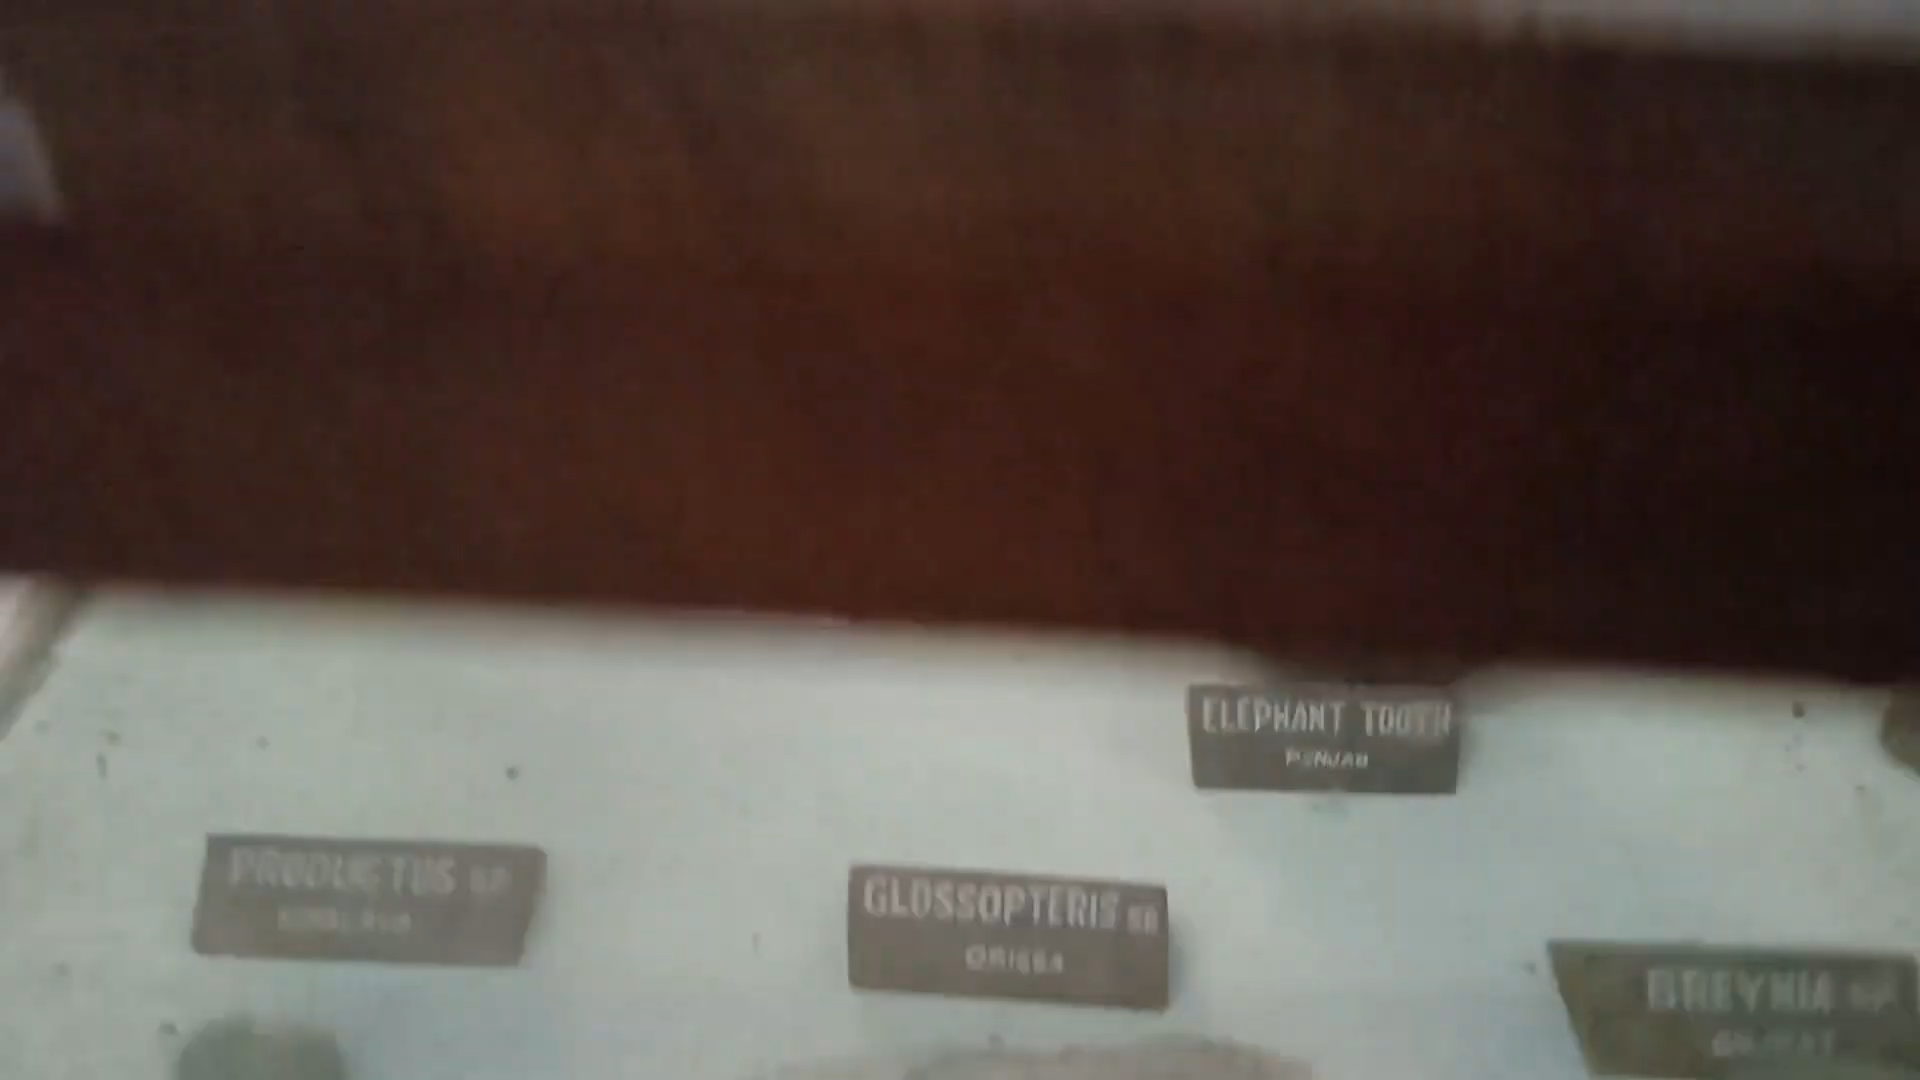 ELEPHANT TOOTH
PUNJAB
PRODUCTUS SP
GLOSSOPTERIS SP
ORISSA
BREYNIA SP